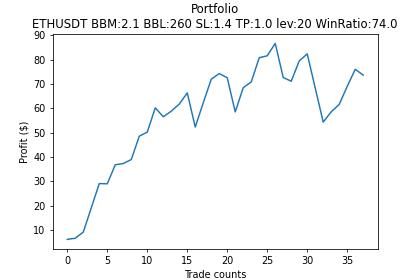 Portfolio
ETHUSDT BBM:2.1 BBL:260 SL:1.4 TP:1.0 lev:20 WinRatio:74.0
90
80
70
60
50
40
30
20
10
Profit ($)
0 5 10 15 20 25 30 35
Trade counts